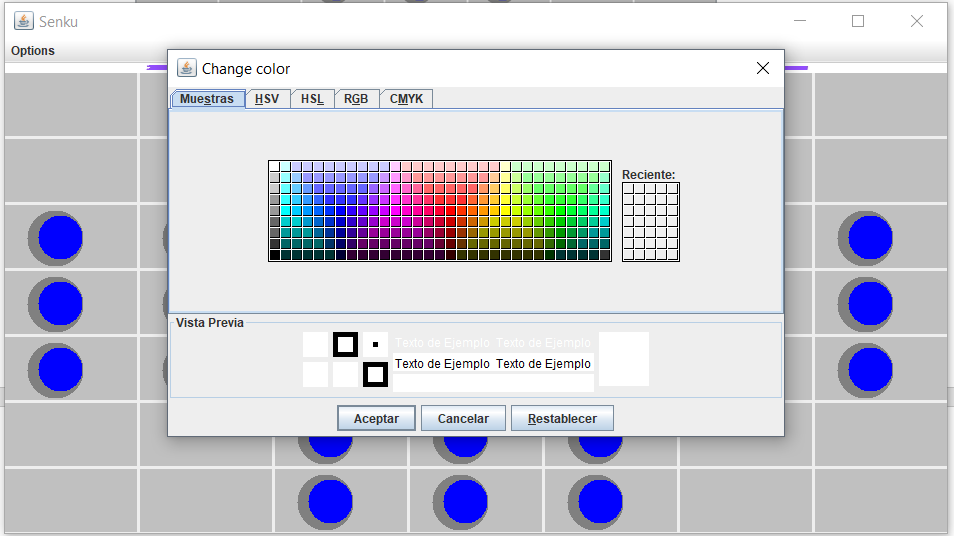 Senku
Options
Change color
Muestras HSV HSL RGB CMYK
Reciente:
Vista Previa
Texto de Ejemplo Texto de Ejemplo
Texto de Ejemplo Texto de Ejemplo
Aceptar Cancelar Restablecer